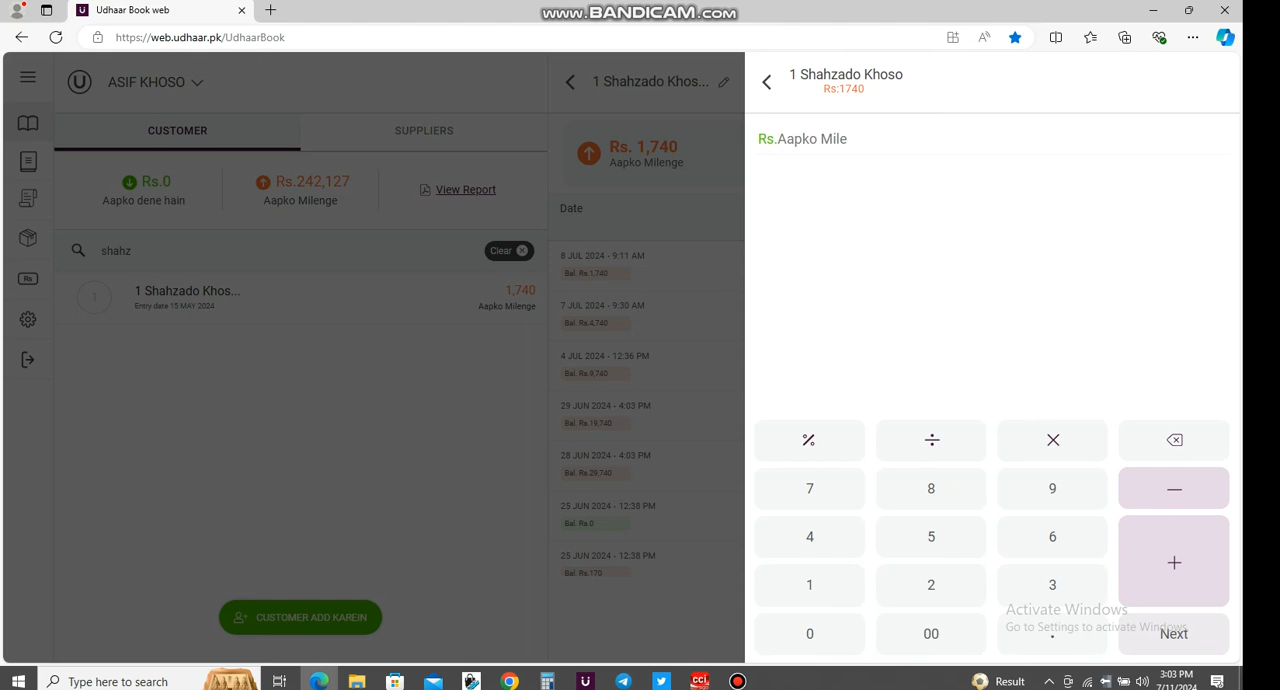 www.BANDICAM.com
Udhaar Book web
https://web.udhaar.pk/UdhaarBook
ASIF KHOSO
CUSTOMER
SUPPLIERS
Rs.0
Aapko dene hain
Rs.242,127
Aapko Milenge
View Report
shahz
Clear
1
1 Shahzado Khos...
Entry date 15 MAY 2024
1,740
Aapko Milenge
CUSTOMER ADD KAREIN
1 Shahzado Khos...
Rs. 1,740
Aapko Milenge
Date
8 JUL 2024 - 9:11 AM
Bal. Rs.1,740
7 JUL 2024 - 9:30 AM
Bal. Rs.4,740
4 JUL 2024 - 12:36 PM
Bal. Rs.9,740
29 JUN 2024 - 4:03 PM
Bal. Rs.19,740
28 JUN 2024 - 4:03 PM
Bal. Rs.29,740
25 JUN 2024 - 12:38 PM
Bal. Rs.0
25 JUN 2024 - 12:38 PM
Bal. Rs.170
1 Shahzado Khoso
Rs:1740
Rs.Aapko Mile
% ÷ ×
7 8 9 —
4 5 6 +
1 2 3
0 00 . Next
Activate Windows
Go to Settings to activate Windows.
Type here to search
Result
3:03 PM
7/11/2024